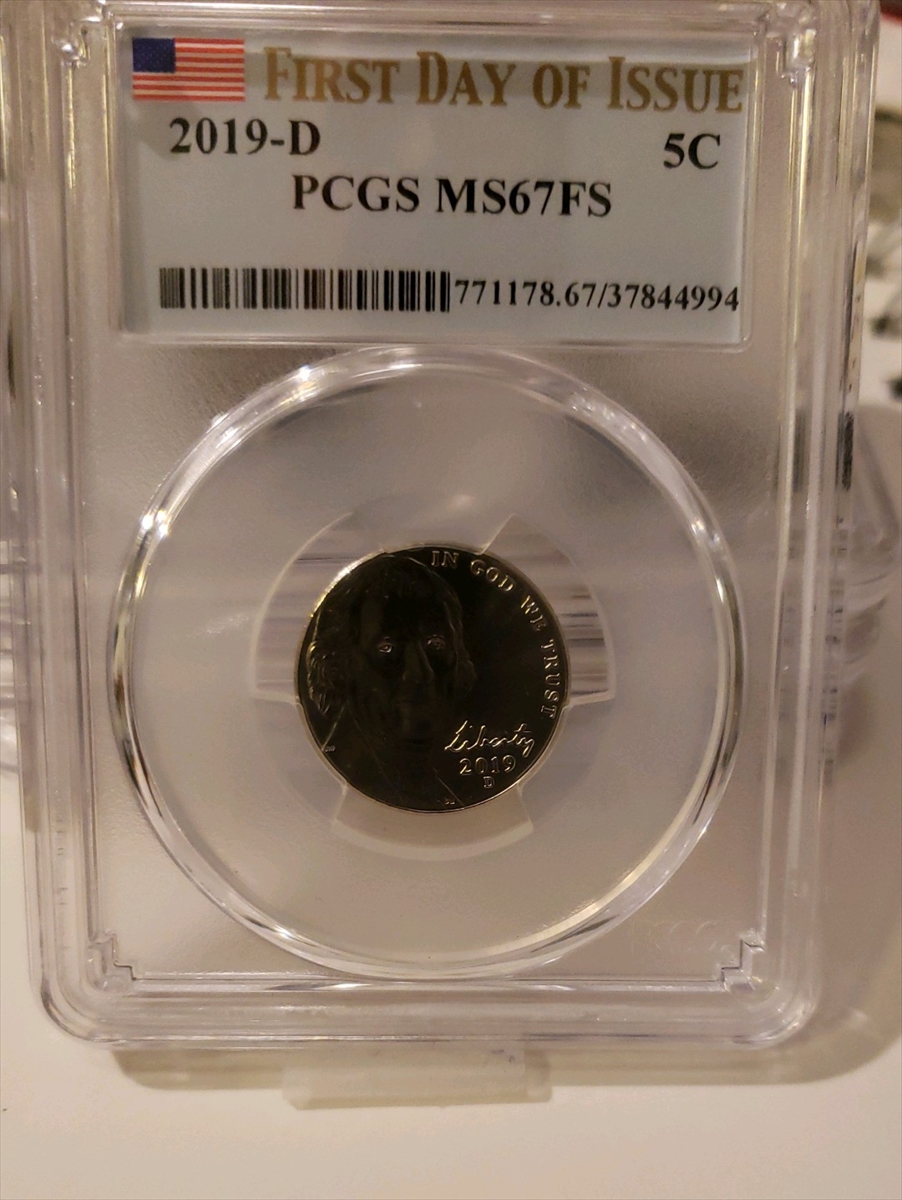 FIRST DAY OF ISSUE
2019-D 5C
PCGS MS67FS
771178.67/37844994
IN GOD WE TRUST
Liberty
2019
D